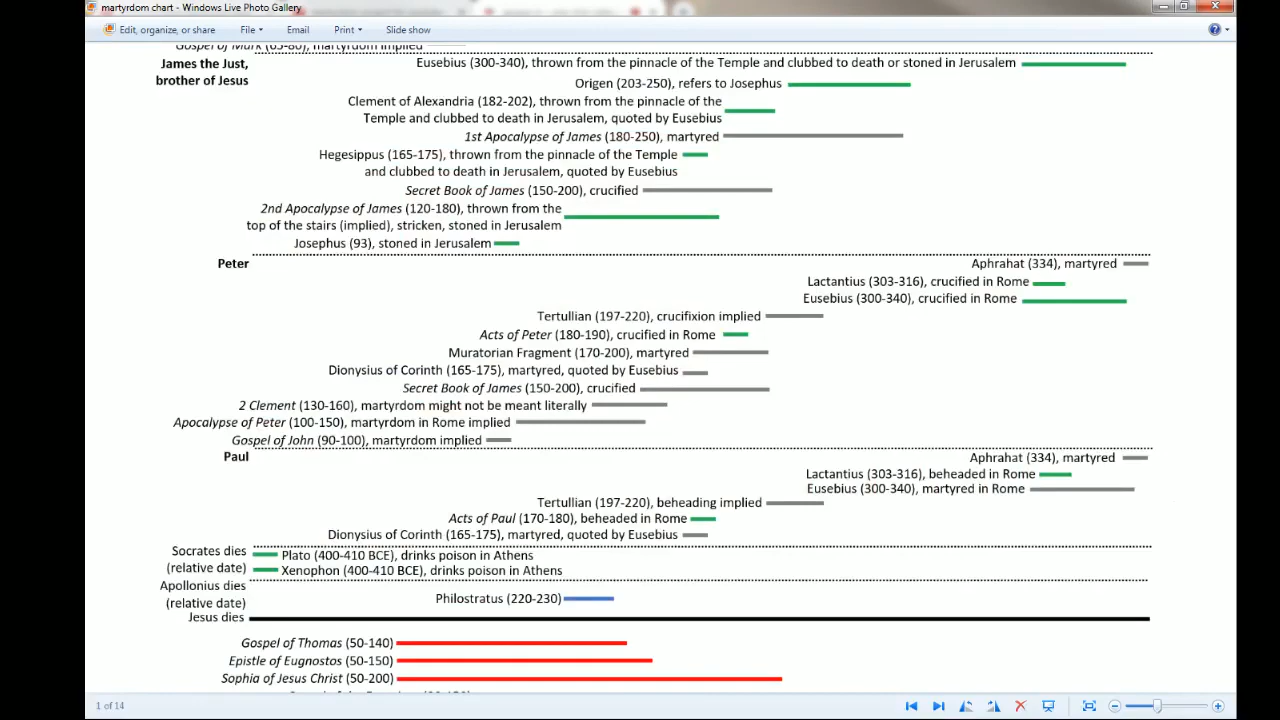 martyrdom chart - Windows Live Photo Gallery
Edit, organize, or share File Email Print Slide show
Gospel of Mark (65-80), martyrdom implied
James the Just,
brother of Jesus
Eusebius (300-340), thrown from the pinnacle of the Temple and clubbed to death or stoned in Jerusalem
Origen (203-250), refers to Josephus
Clement of Alexandria (182-202), thrown from the pinnacle of the
Temple and clubbed to death in Jerusalem, quoted by Eusebius
1st Apocalypse of James (180-250), martyred
Hegesippus (165-175), thrown from the pinnacle of the Temple
and clubbed to death in Jerusalem, quoted by Eusebius
Secret Book of James (150-200), crucified
2nd Apocalypse of James (120-180), thrown from the
top of the stairs (implied), stricken, stoned in Jerusalem
Josephus (93), stoned in Jerusalem
Peter
Aphrahat (334), martyred
Lactantius (303-316), crucified in Rome
Eusebius (300-340), crucified in Rome
Tertullian (197-220), crucifixion implied
Acts of Peter (180-190), crucified in Rome
Muratorian Fragment (170-200), martyred
Dionysius of Corinth (165-175), martyred, quoted by Eusebius
Secret Book of James (150-200), crucified
2 Clement (130-160), martyrdom might not be meant literally
Apocalypse of Peter (100-150), martyrdom in Rome implied
Gospel of John (90-100), martyrdom implied
Paul
Aphrahat (334), martyred
Lactantius (303-316), beheaded in Rome
Eusebius (300-340), martyred in Rome
Tertullian (197-220), beheading implied
Acts of Paul (170-180), beheaded in Rome
Dionysius of Corinth (165-175), martyred, quoted by Eusebius
Socrates dies
(relative date)
Plato (400-410 BCE), drinks poison in Athens
Xenophon (400-410 BCE), drinks poison in Athens
Apollonius dies
(relative date)
Philostratus (220-230)
Jesus dies
Gospel of Thomas (50-140)
Epistle of Eugnostos (50-150)
Sophia of Jesus Christ (50-200)
1 of 14